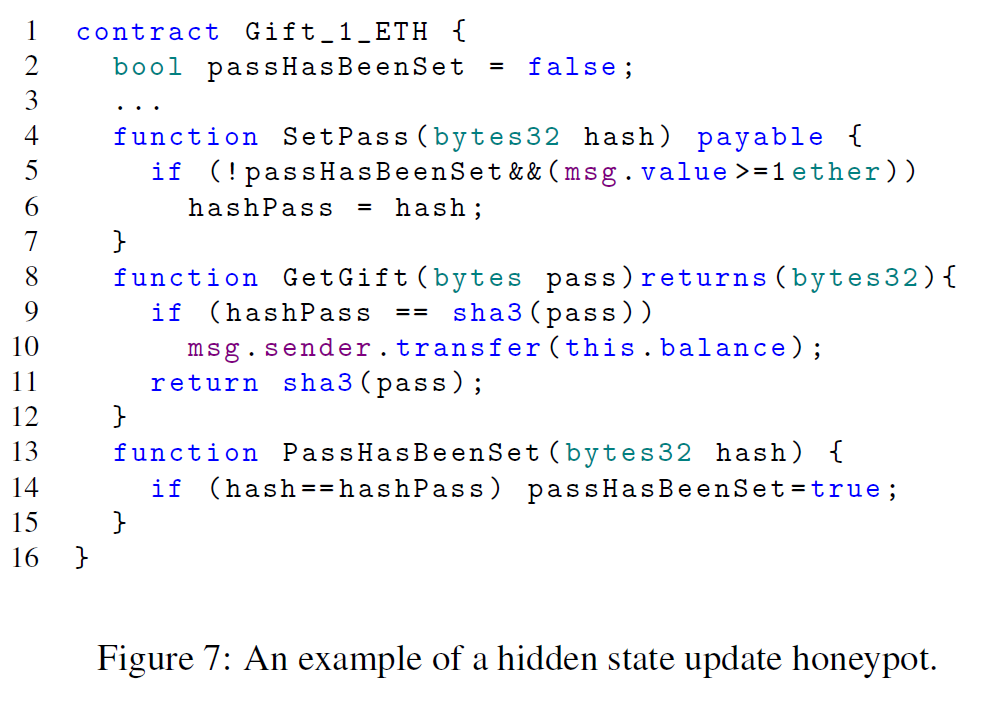 1 contract Gift_1_ETH {
2 bool passHasBeenSet = false;
3 ...
4 function SetPass(bytes32 hash) payable {
5 if (!passHasBeenSet&&(msg.value>=1ether))
6 hashPass = hash;
7 }
8 function GetGift(bytes pass)returns(bytes32){
9 if (hashPass == sha3(pass))
10 msg.sender.transfer(this.balance);
11 return sha3(pass);
12 }
13 function PassHasBeenSet(bytes32 hash) {
14 if (hash==hashPass) passHasBeenSet=true;
15 }
16 }
Figure 7: An example of a hidden state update honeypot.